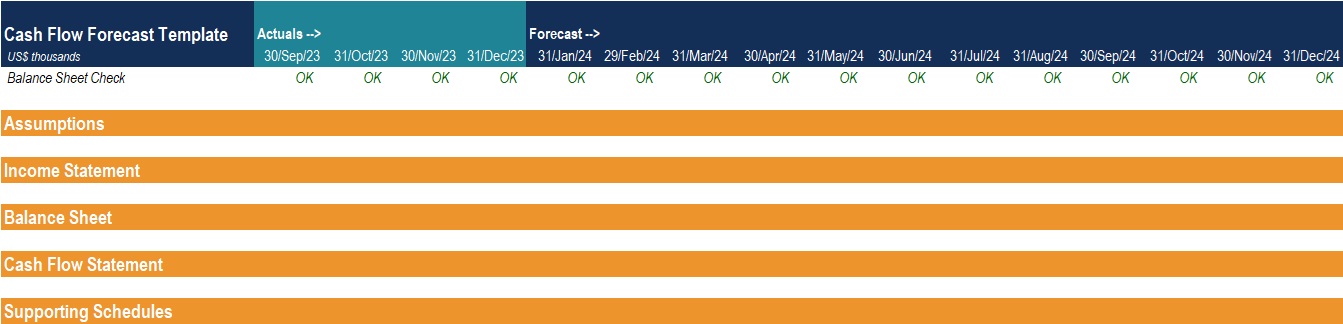 Cash Flow Forecast Template Actuals --> Forecast -->
US$ thousands 30/Sep/23 31/Oct/23 30/Nov/23 31/Dec/23 31/Jan/24 29/Feb/24 31/Mar/24 30/Apr/24 31/May/24 30/Jun/24 31/Jul/24 31/Aug/24 30/Sep/24 31/Oct/24 30/Nov/24 31/Dec/24
Balance Sheet Check OK OK OK OK OK OK OK OK OK OK OK OK OK OK OK OK
Assumptions
Income Statement
Balance Sheet
Cash Flow Statement
Supporting Schedules